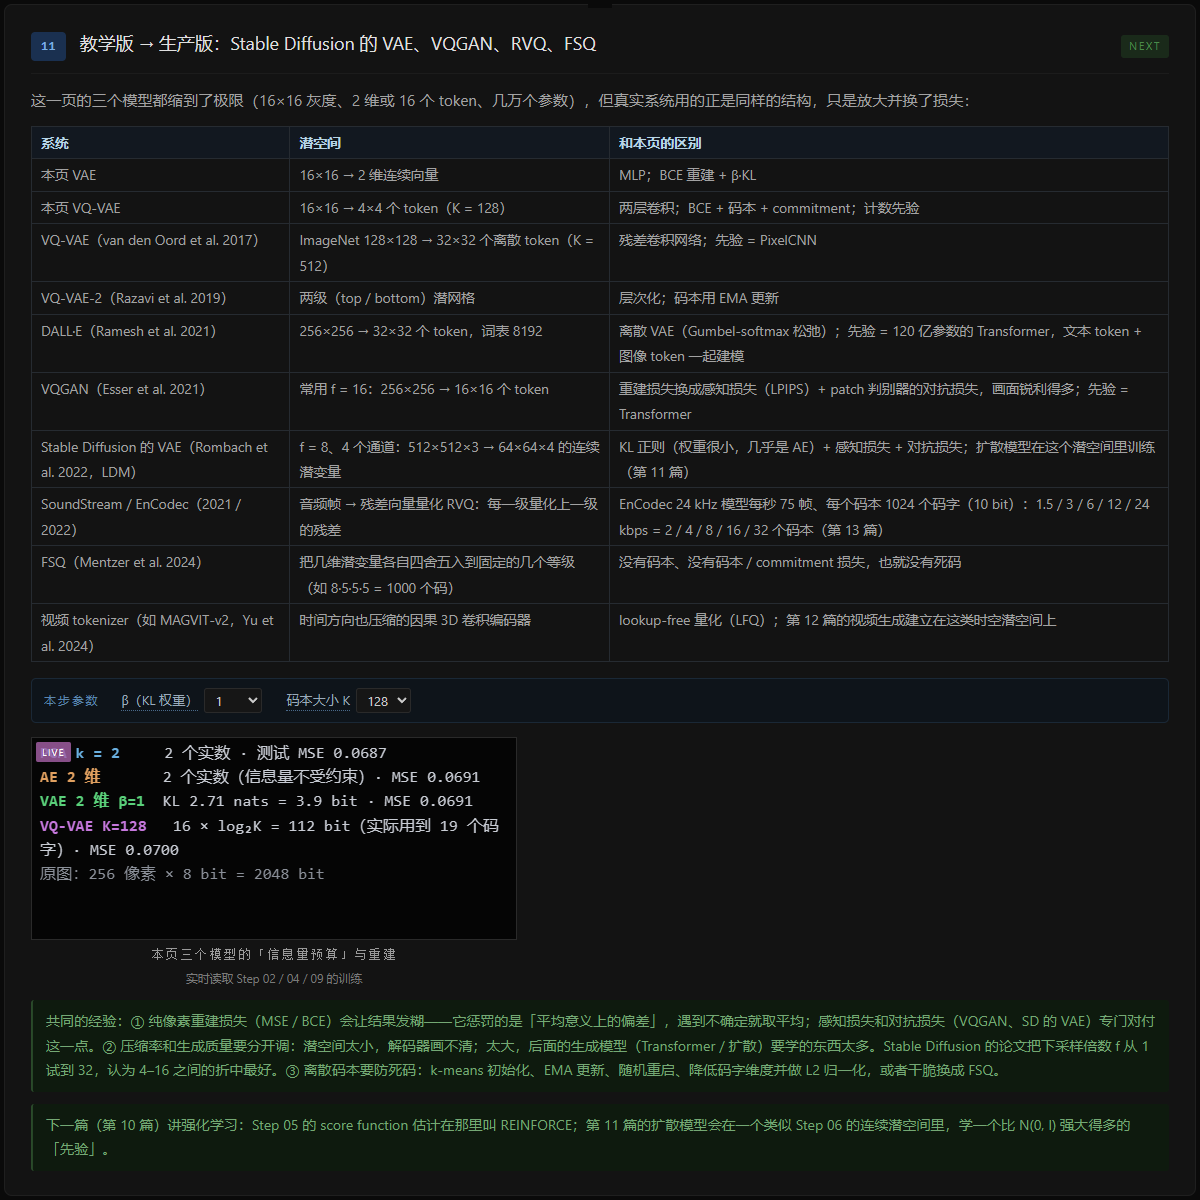 11
教学版 → 生产版：Stable Diffusion 的 VAE、VQGAN、RVQ、FSQ
NEXT
这一页的三个模型都缩到了极限（16×16 灰度、2 维或 16 个 token、几万个参数），但真实系统用的正是同样的结构，只是放大并换了损失：
系统 潜空间 和本页的区别
本页 VAE 16×16 → 2 维连续向量 MLP；BCE 重建 + β·KL
本页 VQ-VAE 16×16 → 4×4 个 token（K = 128） 两层卷积；BCE + 码本 + commitment；计数先验
VQ-VAE（van den Oord et al. 2017） ImageNet 128×128 → 32×32 个离散 token（K =
512） 残差卷积网络；先验 = PixelCNN
VQ-VAE-2（Razavi et al. 2019） 两级（top / bottom）潜网格 层次化；码本用 EMA 更新
DALL·E（Ramesh et al. 2021） 256×256 → 32×32 个 token，词表 8192 离散 VAE（Gumbel-softmax 松弛）；先验 = 120 亿参数的 Transformer，文本 token +
图像 token 一起建模
VQGAN（Esser et al. 2021） 常用 f = 16：256×256 → 16×16 个 token 重建损失换成感知损失（LPIPS）+ patch 判别器的对抗损失，画面锐利得多；先验 =
Transformer
Stable Diffusion 的 VAE（Rombach et
al. 2022，LDM） f = 8、4 个通道：512×512×3 → 64×64×4 的连续
潜变量 KL 正则（权重很小，几乎是 AE）+ 感知损失 + 对抗损失；扩散模型在这个潜空间里训练
（第 11 篇）
SoundStream / EnCodec（2021 /
2022） 音频帧 → 残差向量量化 RVQ：每一级量化上一级
的残差 EnCodec 24 kHz 模型每秒 75 帧、每个码本 1024 个码字（10 bit）：1.5 / 3 / 6 / 12 / 24
kbps = 2 / 4 / 8 / 16 / 32 个码本（第 13 篇）
FSQ（Mentzer et al. 2024） 把几维潜变量各自四舍五入到固定的几个等级
（如 8·5·5·5 = 1000 个码） 没有码本、没有码本 / commitment 损失，也就没有死码
视频 tokenizer（如 MAGVIT-v2，Yu et
al. 2024） 时间方向也压缩的因果 3D 卷积编码器 lookup-free 量化（LFQ）；第 12 篇的视频生成建立在这类时空潜空间上
本步参数 β（KL 权重） 1 码本大小 K 128
LIVE k = 2 2 个实数 · 测试 MSE 0.0687
AE 2 维 2 个实数（信息量不受约束）· MSE 0.0691
VAE 2 维 β=1 KL 2.71 nats = 3.9 bit · MSE 0.0691
VQ-VAE K=128 16 × log₂K = 112 bit（实际用到 19 个码
字）· MSE 0.0700
原图：256 像素 × 8 bit = 2048 bit
本页三个模型的「信息量预算」与重建
实时读取 Step 02 / 04 / 09 的训练
共同的经验：① 纯像素重建损失（MSE / BCE）会让结果发糊——它惩罚的是「平均意义上的偏差」，遇到不确定就取平均；感知损失和对抗损失（VQGAN、SD 的 VAE）专门对付
这一点。② 压缩率和生成质量要分开调：潜空间太小，解码器画不清；太大，后面的生成模型（Transformer / 扩散）要学的东西太多。Stable Diffusion 的论文把下采样倍数 f 从 1
试到 32，认为 4–16 之间的折中最好。③ 离散码本要防死码：k-means 初始化、EMA 更新、随机重启、降低码字维度并做 L2 归一化，或者干脆换成 FSQ。
下一篇（第 10 篇）讲强化学习：Step 05 的 score function 估计在那里叫 REINFORCE；第 11 篇的扩散模型会在一个类似 Step 06 的连续潜空间里，学一个比 N(0, I) 强大得多的
「先验」。